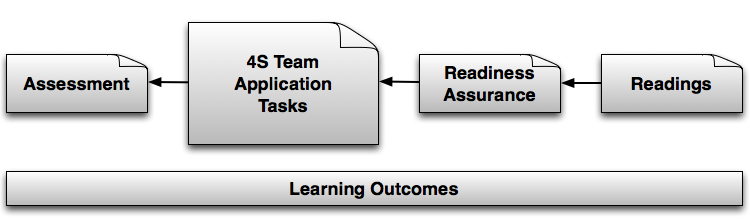 Assessment
4S Team
Application
Tasks
Readiness
Assurance
Readings
Learning Outcomes